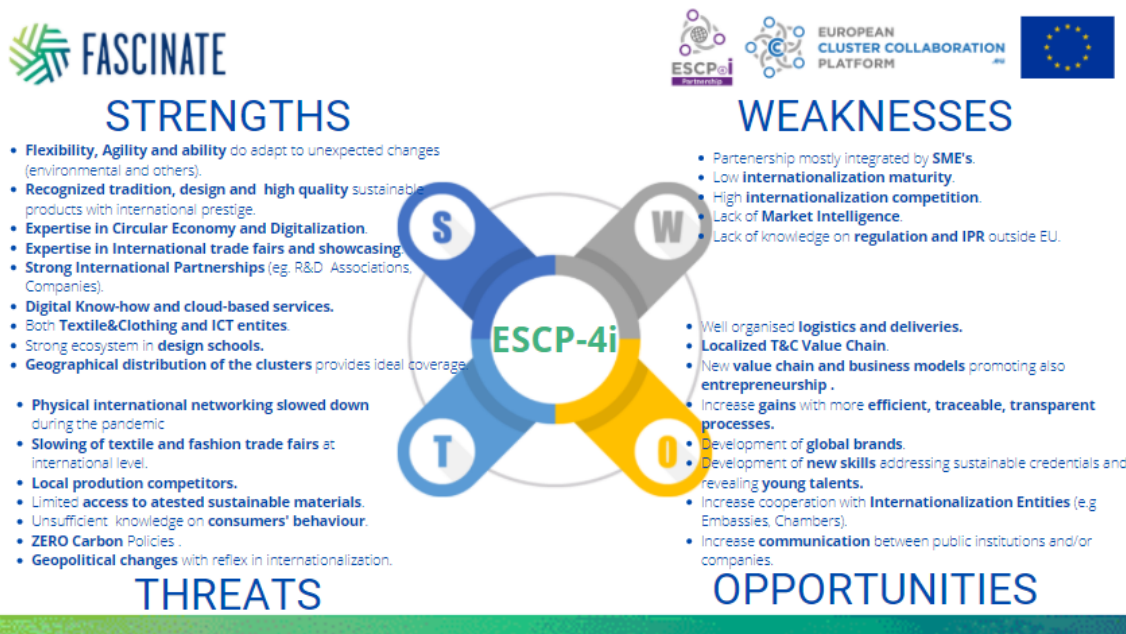 FASCINATE
ESCP4i
Partnership
EUROPEAN
CLUSTER COLLABORATION
PLATFORM
.eu
STRENGTHS
• Flexibility, Agility and ability do adapt to unexpected changes
(environmental and others).
• Recognized tradition, design and high quality sustainable
products with international prestige.
• Expertise in Circular Economy and Digitalization.
• Expertise in International trade fairs and showcasing
• Strong International Partnerships (eg. R&D Associations,
Companies).
• Digital Know-how and cloud-based services.
• Both Textile&Clothing and ICT entites.
• Strong ecosystem in design schools.
• Geographical distribution of the clusters provides ideal coverage.
WEAKNESSES
• Partenership mostly integrated by SME's.
• Low internationalization maturity.
• High internationalization competition.
• Lack of Market Intelligence.
• Lack of knowledge on regulation and IPR outside EU.
S
W
ESCP-4i
T
O
• Physical international networking slowed down
during the pandemic
• Slowing of textile and fashion trade fairs at
international level.
• Local prodution competitors.
• Limited access to atested sustainable materials.
• Unsufficient knowledge on consumers' behaviour.
• ZERO Carbon Policies .
• Geopolitical changes with reflex in internationalization.
THREATS
• Well organised logistics and deliveries.
• Localized T&C Value Chain.
• New value chain and business models promoting also
entrepreneurship .
• Increase gains with more efficient, traceable, transparent
processes.
• Development of global brands.
• Development of new skills addressing sustainable credentials and
revealing young talents.
• Increase cooperation with Internationalization Entities (e.g
Embassies, Chambers).
• Increase communication between public institutions and/or
companies.
OPPORTUNITIES